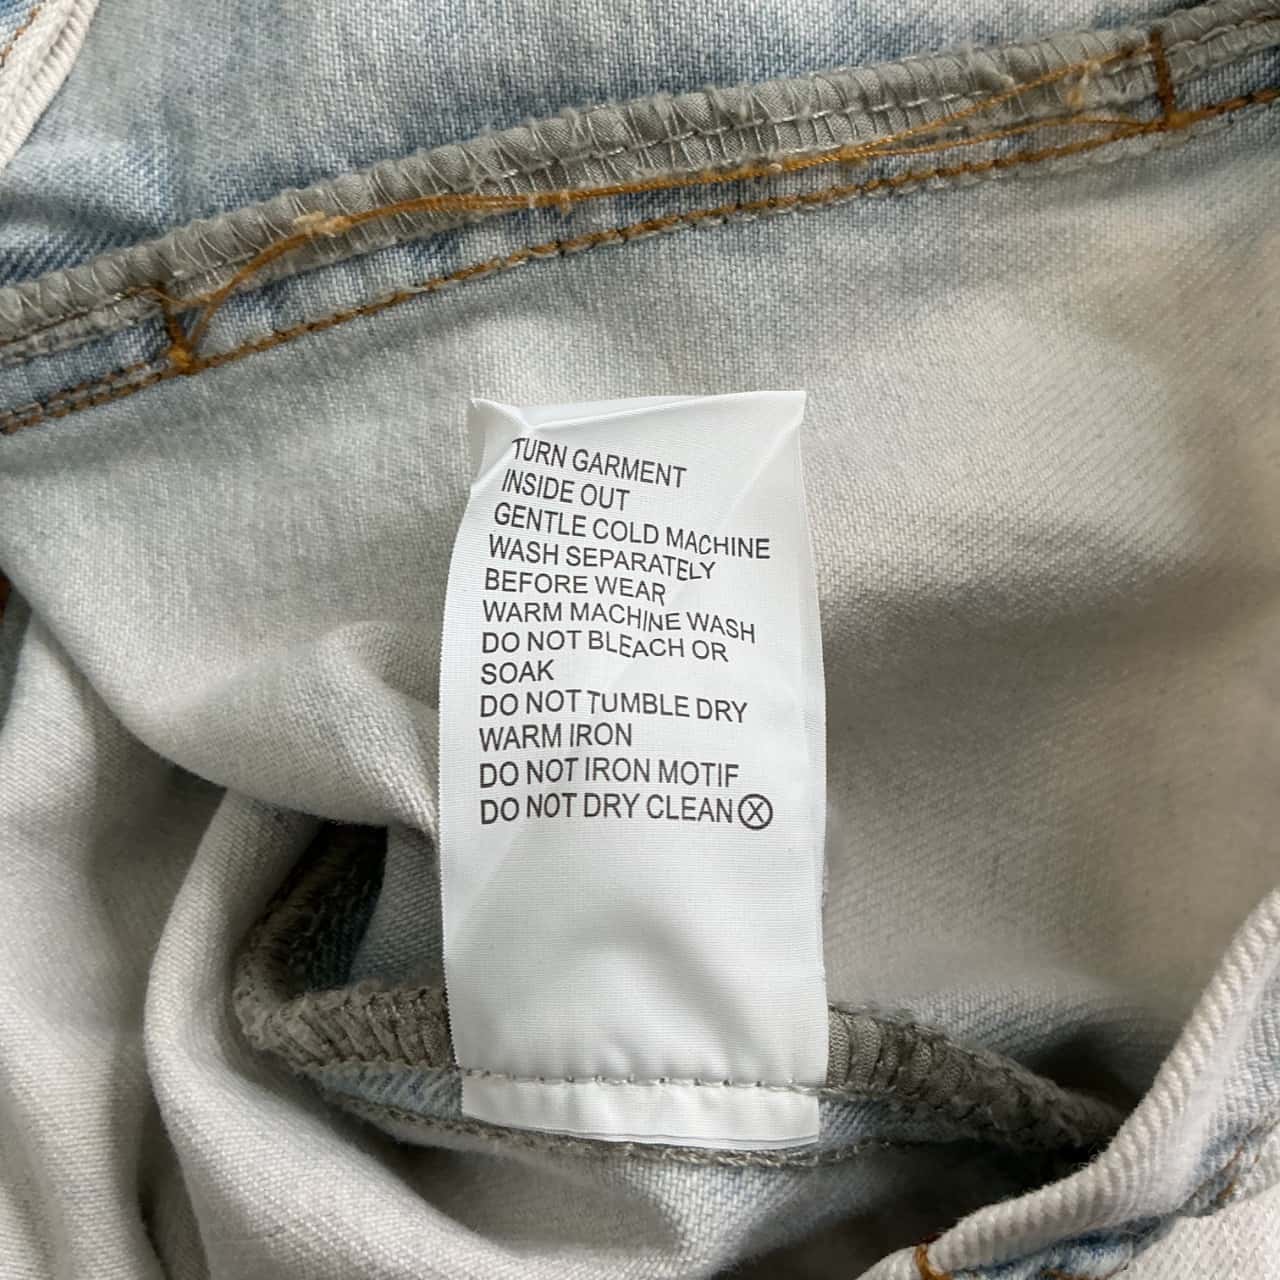 TURN GARMENT
INSIDE OUT
GENTLE COLD MACHINE
WASH SEPARATELY
BEFORE WEAR
WARM MACHINE WASH
DO NOT BLEACH OR
SOAK
DO NOT TUMBLE DRY
WARM IRON
DO NOT IRON MOTIF
DO NOT DRY CLEANⓍ